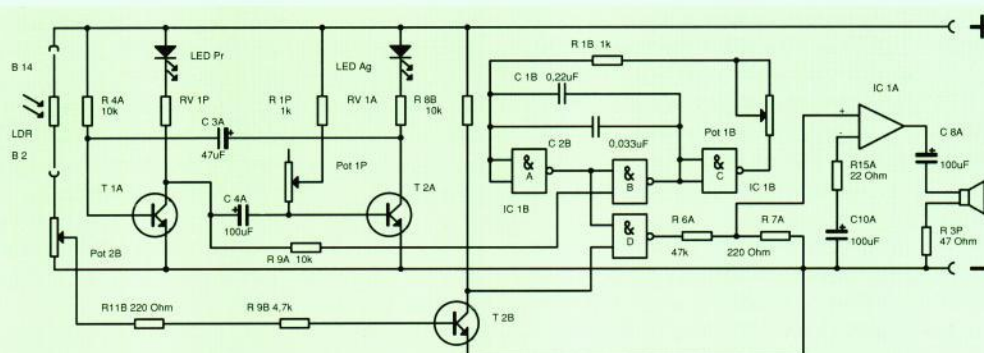 B 14
LDR
B 2
Pot 2B
R 4A
10k
LED Pr
RV 1P
C 3A
+
47uF
T 1A
C 4A
+
100uF
R 9A 10k
R 1P
1k
Pot 1P
LED Ag
RV 1A
R 8B
10k
T 2A
R11B 220 Ohm
R 9B 4,7k
T 2B
R 1B 1k
C 1B 0,22uF
C 2B
0,033uF
Pot 1B
&
A
IC 1B
&
B
&
C
IC 1B
&
D
R 6A
47k
R 7A
220 Ohm
IC 1A
+
-
R15A
22 Ohm
C10A
+
100uF
C 8A
+
100uF
R 3P
47 Ohm
+
-